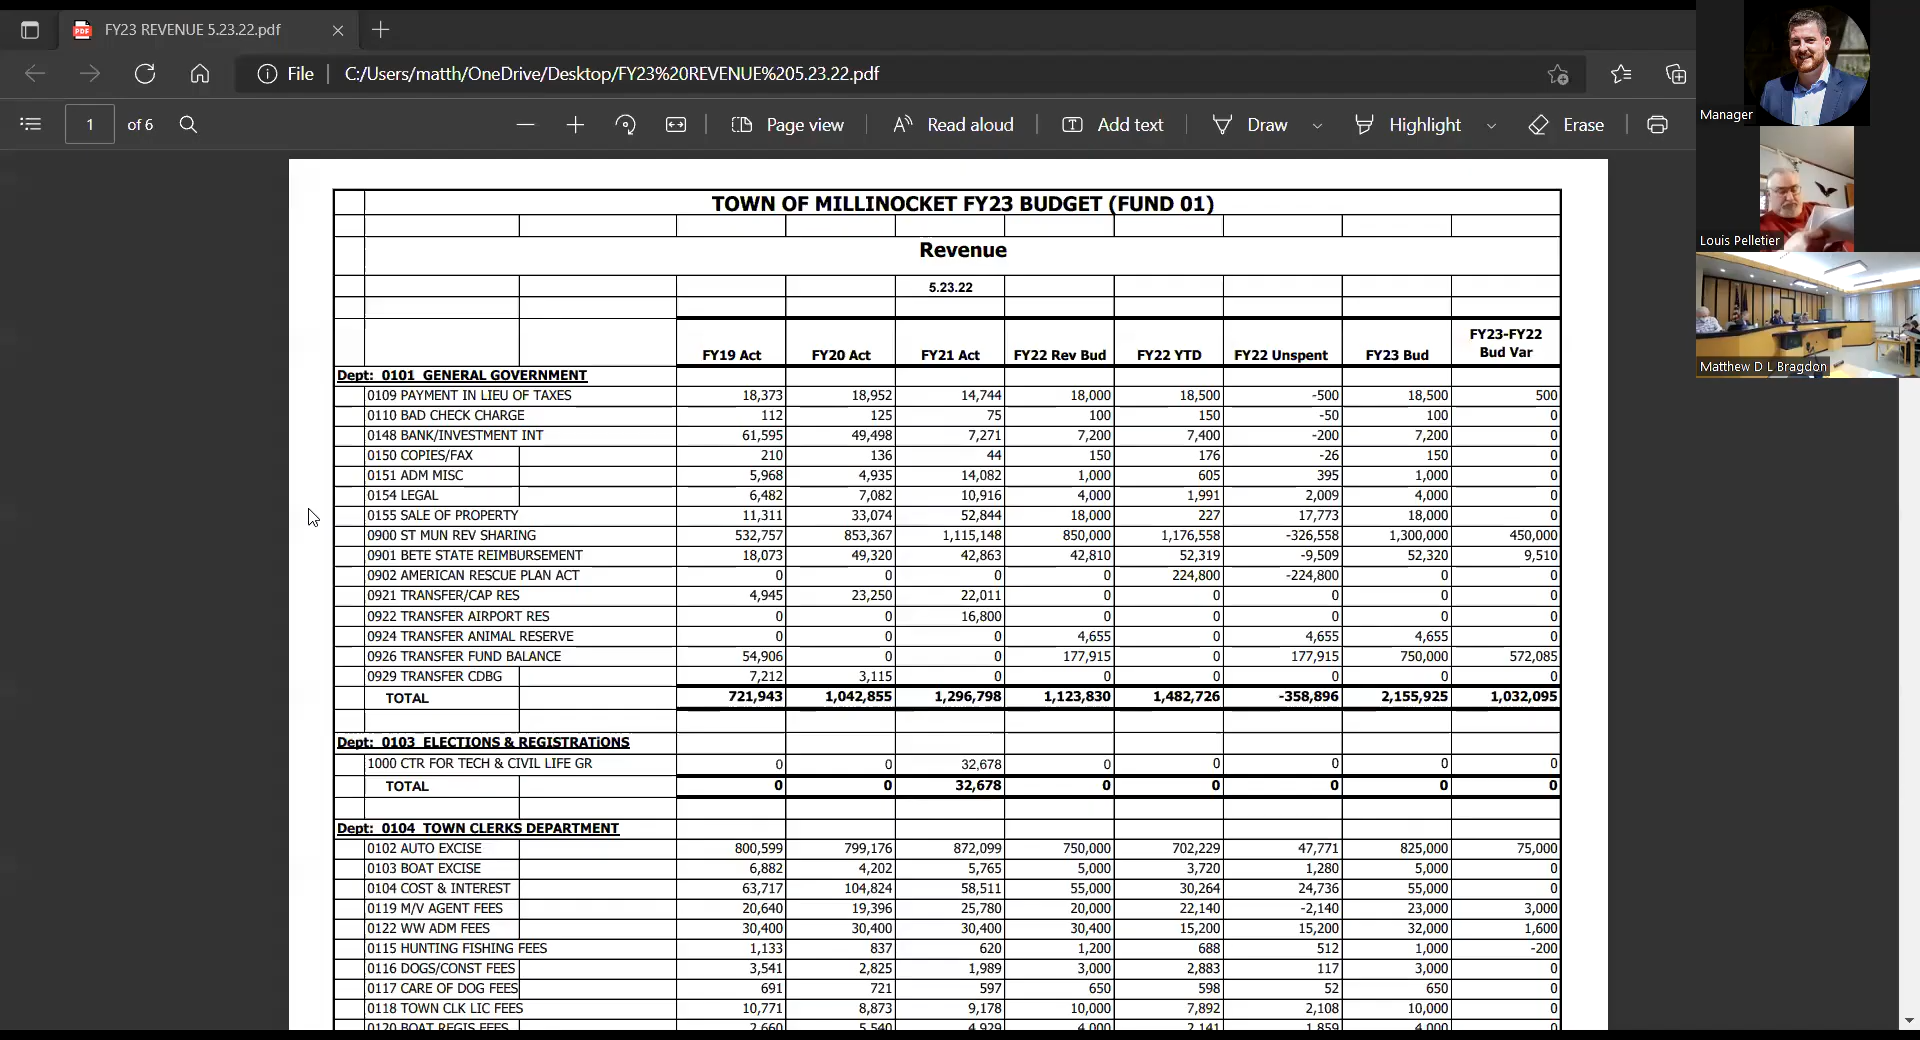 FY23 REVENUE 5.23.22.pdf
File C:/Users/matth/OneDrive/Desktop/FY23%20REVENUE%205.23.22.pdf
1 of 6 Page view Read aloud Add text Draw Highlight Erase
Manager
Louis Pelletier
Matthew D L Bragdon
TOWN OF MILLINOCKET FY23 BUDGET (FUND 01)
Revenue
5.23.22
FY19 Act FY20 Act FY21 Act FY22 Rev Bud FY22 YTD FY22 Unspent FY23 Bud FY23-FY22 Bud Var
Dept: 0101 GENERAL GOVERNMENT
0109 PAYMENT IN LIEU OF TAXES 18,373 18,952 14,744 18,000 18,500 -500 18,500 500
0110 BAD CHECK CHARGE 112 125 75 100 150 -50 100 0
0148 BANK/INVESTMENT INT 61,595 49,498 7,271 7,200 7,400 -200 7,200 0
0150 COPIES/FAX 210 136 44 150 176 -26 150 0
0151 ADM MISC 5,968 4,935 14,082 1,000 605 395 1,000 0
0154 LEGAL 6,482 7,082 10,916 4,000 1,991 2,009 4,000 0
0155 SALE OF PROPERTY 11,311 33,074 52,844 18,000 227 17,773 18,000 0
0900 ST MUN REV SHARING 532,757 853,367 1,115,148 850,000 1,176,558 -326,558 1,300,000 450,000
0901 BETE STATE REIMBURSEMENT 18,073 49,320 42,863 42,810 52,319 -9,509 52,320 9,510
0902 AMERICAN RESCUE PLAN ACT 0 0 0 0 224,800 -224,800 0 0
0921 TRANSFER/CAP RES 4,945 23,250 22,011 0 0 0 0 0
0922 TRANSFER AIRPORT RES 0 0 16,800 0 0 0 0 0
0924 TRANSFER ANIMAL RESERVE 0 0 0 4,655 0 4,655 4,655 0
0926 TRANSFER FUND BALANCE 54,906 0 0 177,915 0 177,915 750,000 572,085
0929 TRANSFER CDBG 7,212 3,115 0 0 0 0 0 0
TOTAL 721,943 1,042,855 1,296,798 1,123,830 1,482,726 -358,896 2,155,925 1,032,095
Dept: 0103 ELECTIONS & REGISTRATiONS
1000 CTR FOR TECH & CIVIL LIFE GR 0 0 32,678 0 0 0 0 0
TOTAL 0 0 32,678 0 0 0 0 0
Dept: 0104 TOWN CLERKS DEPARTMENT
0102 AUTO EXCISE 800,599 799,176 872,099 750,000 702,229 47,771 825,000 75,000
0103 BOAT EXCISE 6,882 4,202 5,765 5,000 3,720 1,280 5,000 0
0104 COST & INTEREST 63,717 104,824 58,511 55,000 30,264 24,736 55,000 0
0119 M/V AGENT FEES 20,640 19,396 25,780 20,000 22,140 -2,140 23,000 3,000
0122 WW ADM FEES 30,400 30,400 30,400 30,400 15,200 15,200 32,000 1,600
0115 HUNTING FISHING FEES 1,133 837 620 1,200 688 512 1,000 -200
0116 DOGS/CONST FEES 3,541 2,825 1,989 3,000 2,883 117 3,000 0
0117 CARE OF DOG FEES 691 721 597 650 598 52 650 0
0118 TOWN CLK LIC FEES 10,771 8,873 9,178 10,000 7,892 2,108 10,000 0
0120 BOAT REGIS FEES 2,660 5,540 4,929 4,000 2,141 1,859 4,000 0